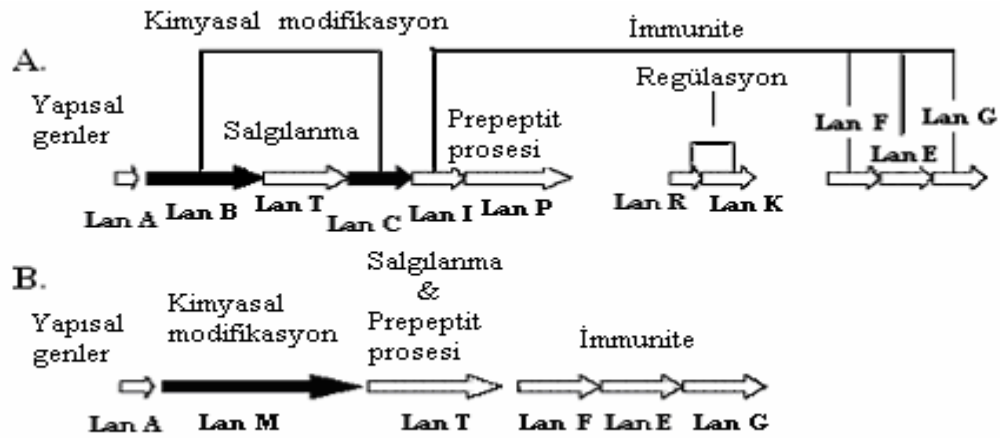 Kimyasal modifikasyon
İmmunite
A.
Regülasyon
Yapısal
genler
Salgılanma
Prepeptit
prosesi
Lan F
Lan G
Lan E
Lan A
Lan B
Lan T
Lan C
Lan I
Lan P
Lan R
Lan K
B.
Salgılanma
&
Prepeptit
prosesi
Kimyasal
modifikasyon
Yapısal
genler
İmmunite
Lan A
Lan M
Lan T
Lan F
Lan E
Lan G